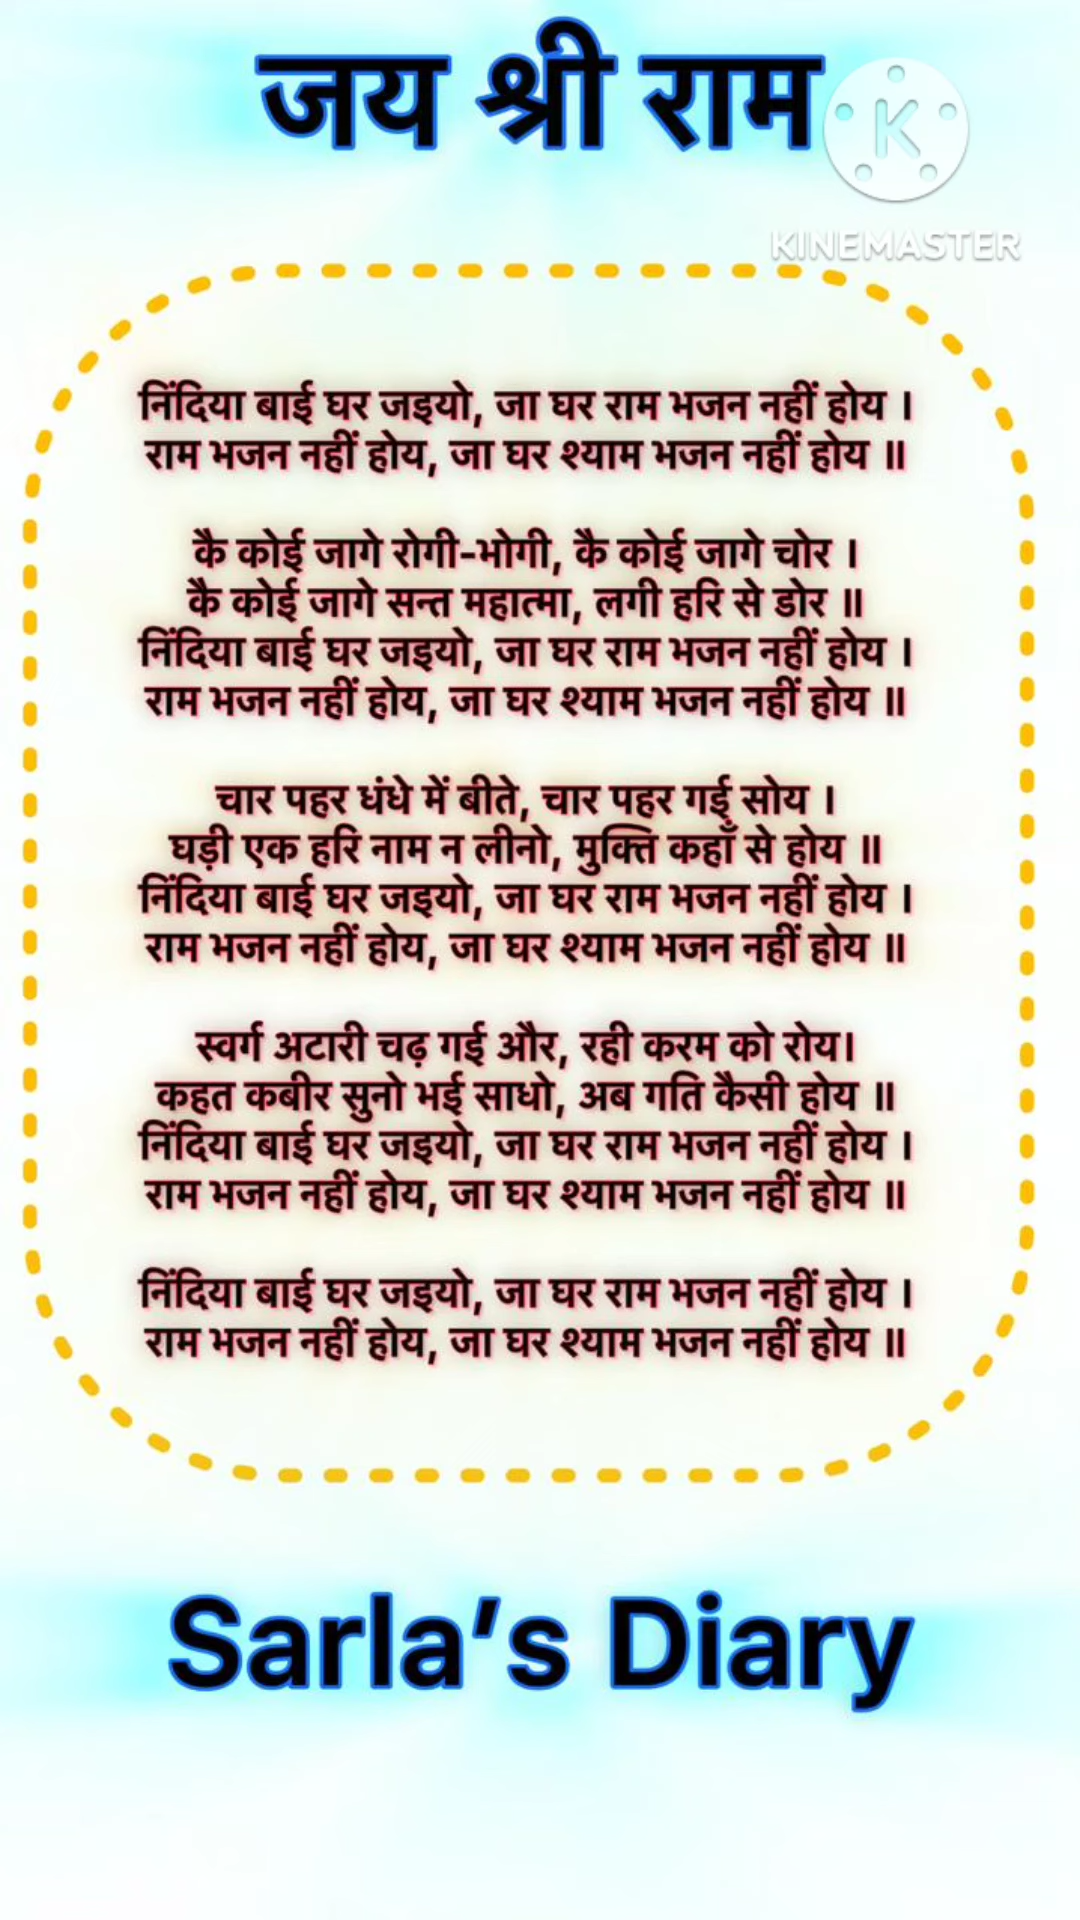 जय श्री राम
K
KINEMASTER
निंदिया बाई घर जइयो, जा घर राम भजन नहीं होय ।
राम भजन नहीं होय, जा घर श्याम भजन नहीं होय ॥
कै कोई जागे रोगी-भोगी, कै कोई जागे चोर ।
कै कोई जागे सन्त महात्मा, लगी हरि से डोर ॥
निंदिया बाई घर जइयो, जा घर राम भजन नहीं होय ।
राम भजन नहीं होय, जा घर श्याम भजन नहीं होय ॥
चार पहर धंधे में बीते, चार पहर गई सोय ।
घड़ी एक हरि नाम न लीनो, मुक्ति कहाँ से होय ॥
निंदिया बाई घर जइयो, जा घर राम भजन नहीं होय ।
राम भजन नहीं होय, जा घर श्याम भजन नहीं होय ॥
स्वर्ग अटारी चढ़ गई और, रही करम को रोय।
कहत कबीर सुनो भई साधो, अब गति कैसी होय ॥
निंदिया बाई घर जइयो, जा घर राम भजन नहीं होय ।
राम भजन नहीं होय, जा घर श्याम भजन नहीं होय ॥
निंदिया बाई घर जइयो, जा घर राम भजन नहीं होय ।
राम भजन नहीं होय, जा घर श्याम भजन नहीं होय ॥
Sarla’s Diary